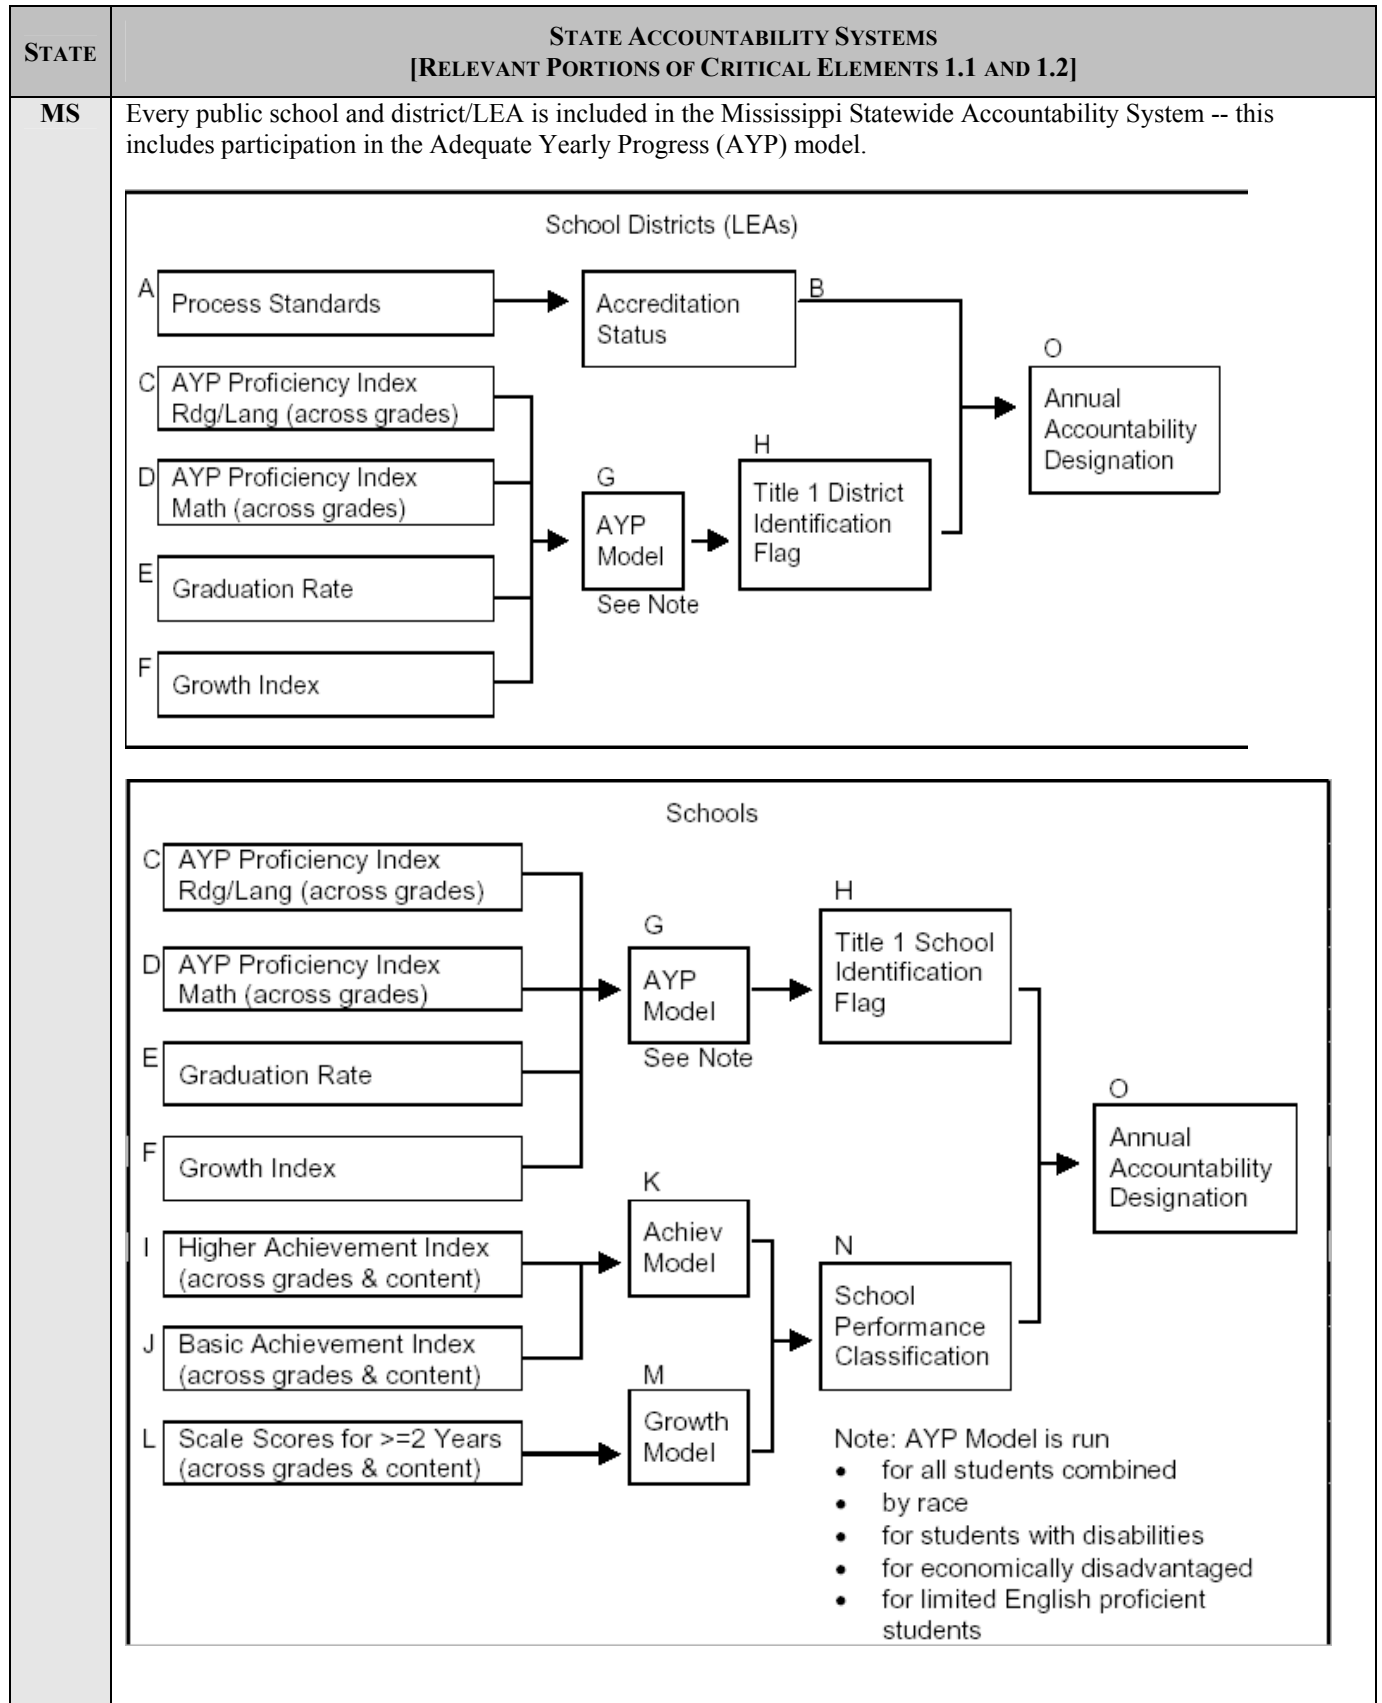 STATE
STATE ACCOUNTABILITY SYSTEMS
[RELEVANT PORTIONS OF CRITICAL ELEMENTS 1.1 AND 1.2]
MS
Every public school and district/LEA is included in the Mississippi Statewide Accountability System -- this
includes participation in the Adequate Yearly Progress (AYP) model.
School Districts (LEAs)
A
Process Standards
Accreditation
Status
B
C
AYP Proficiency Index
Rdg/Lang (across grades)
D
AYP Proficiency Index
Math (across grades)
E
Graduation Rate
F
Growth Index
G
AYP
Model
See Note
H
Title 1 District
Identification
Flag
O
Annual
Accountability
Designation
Schools
C
AYP Proficiency Index
Rdg/Lang (across grades)
D
AYP Proficiency Index
Math (across grades)
E
Graduation Rate
F
Growth Index
G
AYP
Model
See Note
H
Title 1 School
Identification
Flag
I
Higher Achievement Index
(across grades & content)
J
Basic Achievement Index
(across grades & content)
L
Scale Scores for >=2 Years
(across grades & content)
K
Achiev
Model
M
Growth
Model
N
School
Performance
Classification
O
Annual
Accountability
Designation
Note: AYP Model is run
• for all students combined
• by race
• for students with disabilities
• for economically disadvantaged
• for limited English proficient
students